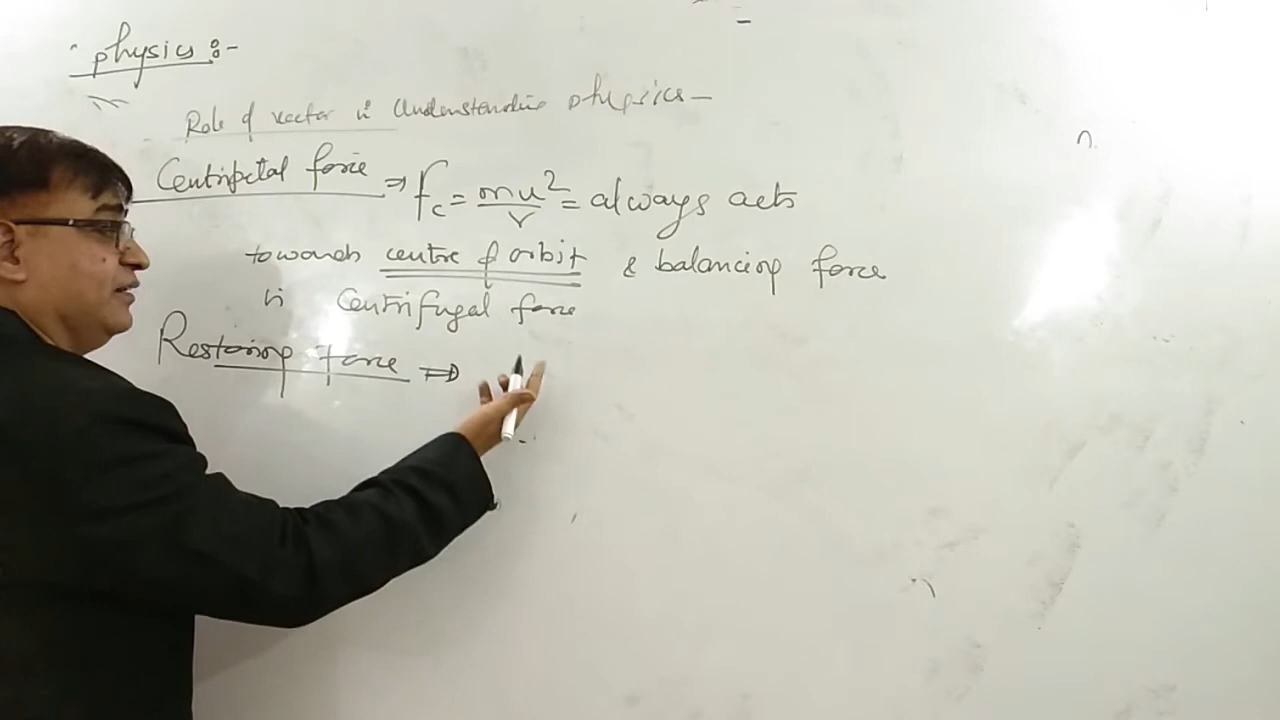 Physics :-
Role of vector in Understanding physics -
Centripetal force ⇒ fc = mu²/r = always acts
towards centre of orbit & balancing force
is Centrifugal force
Restoring force ⇒